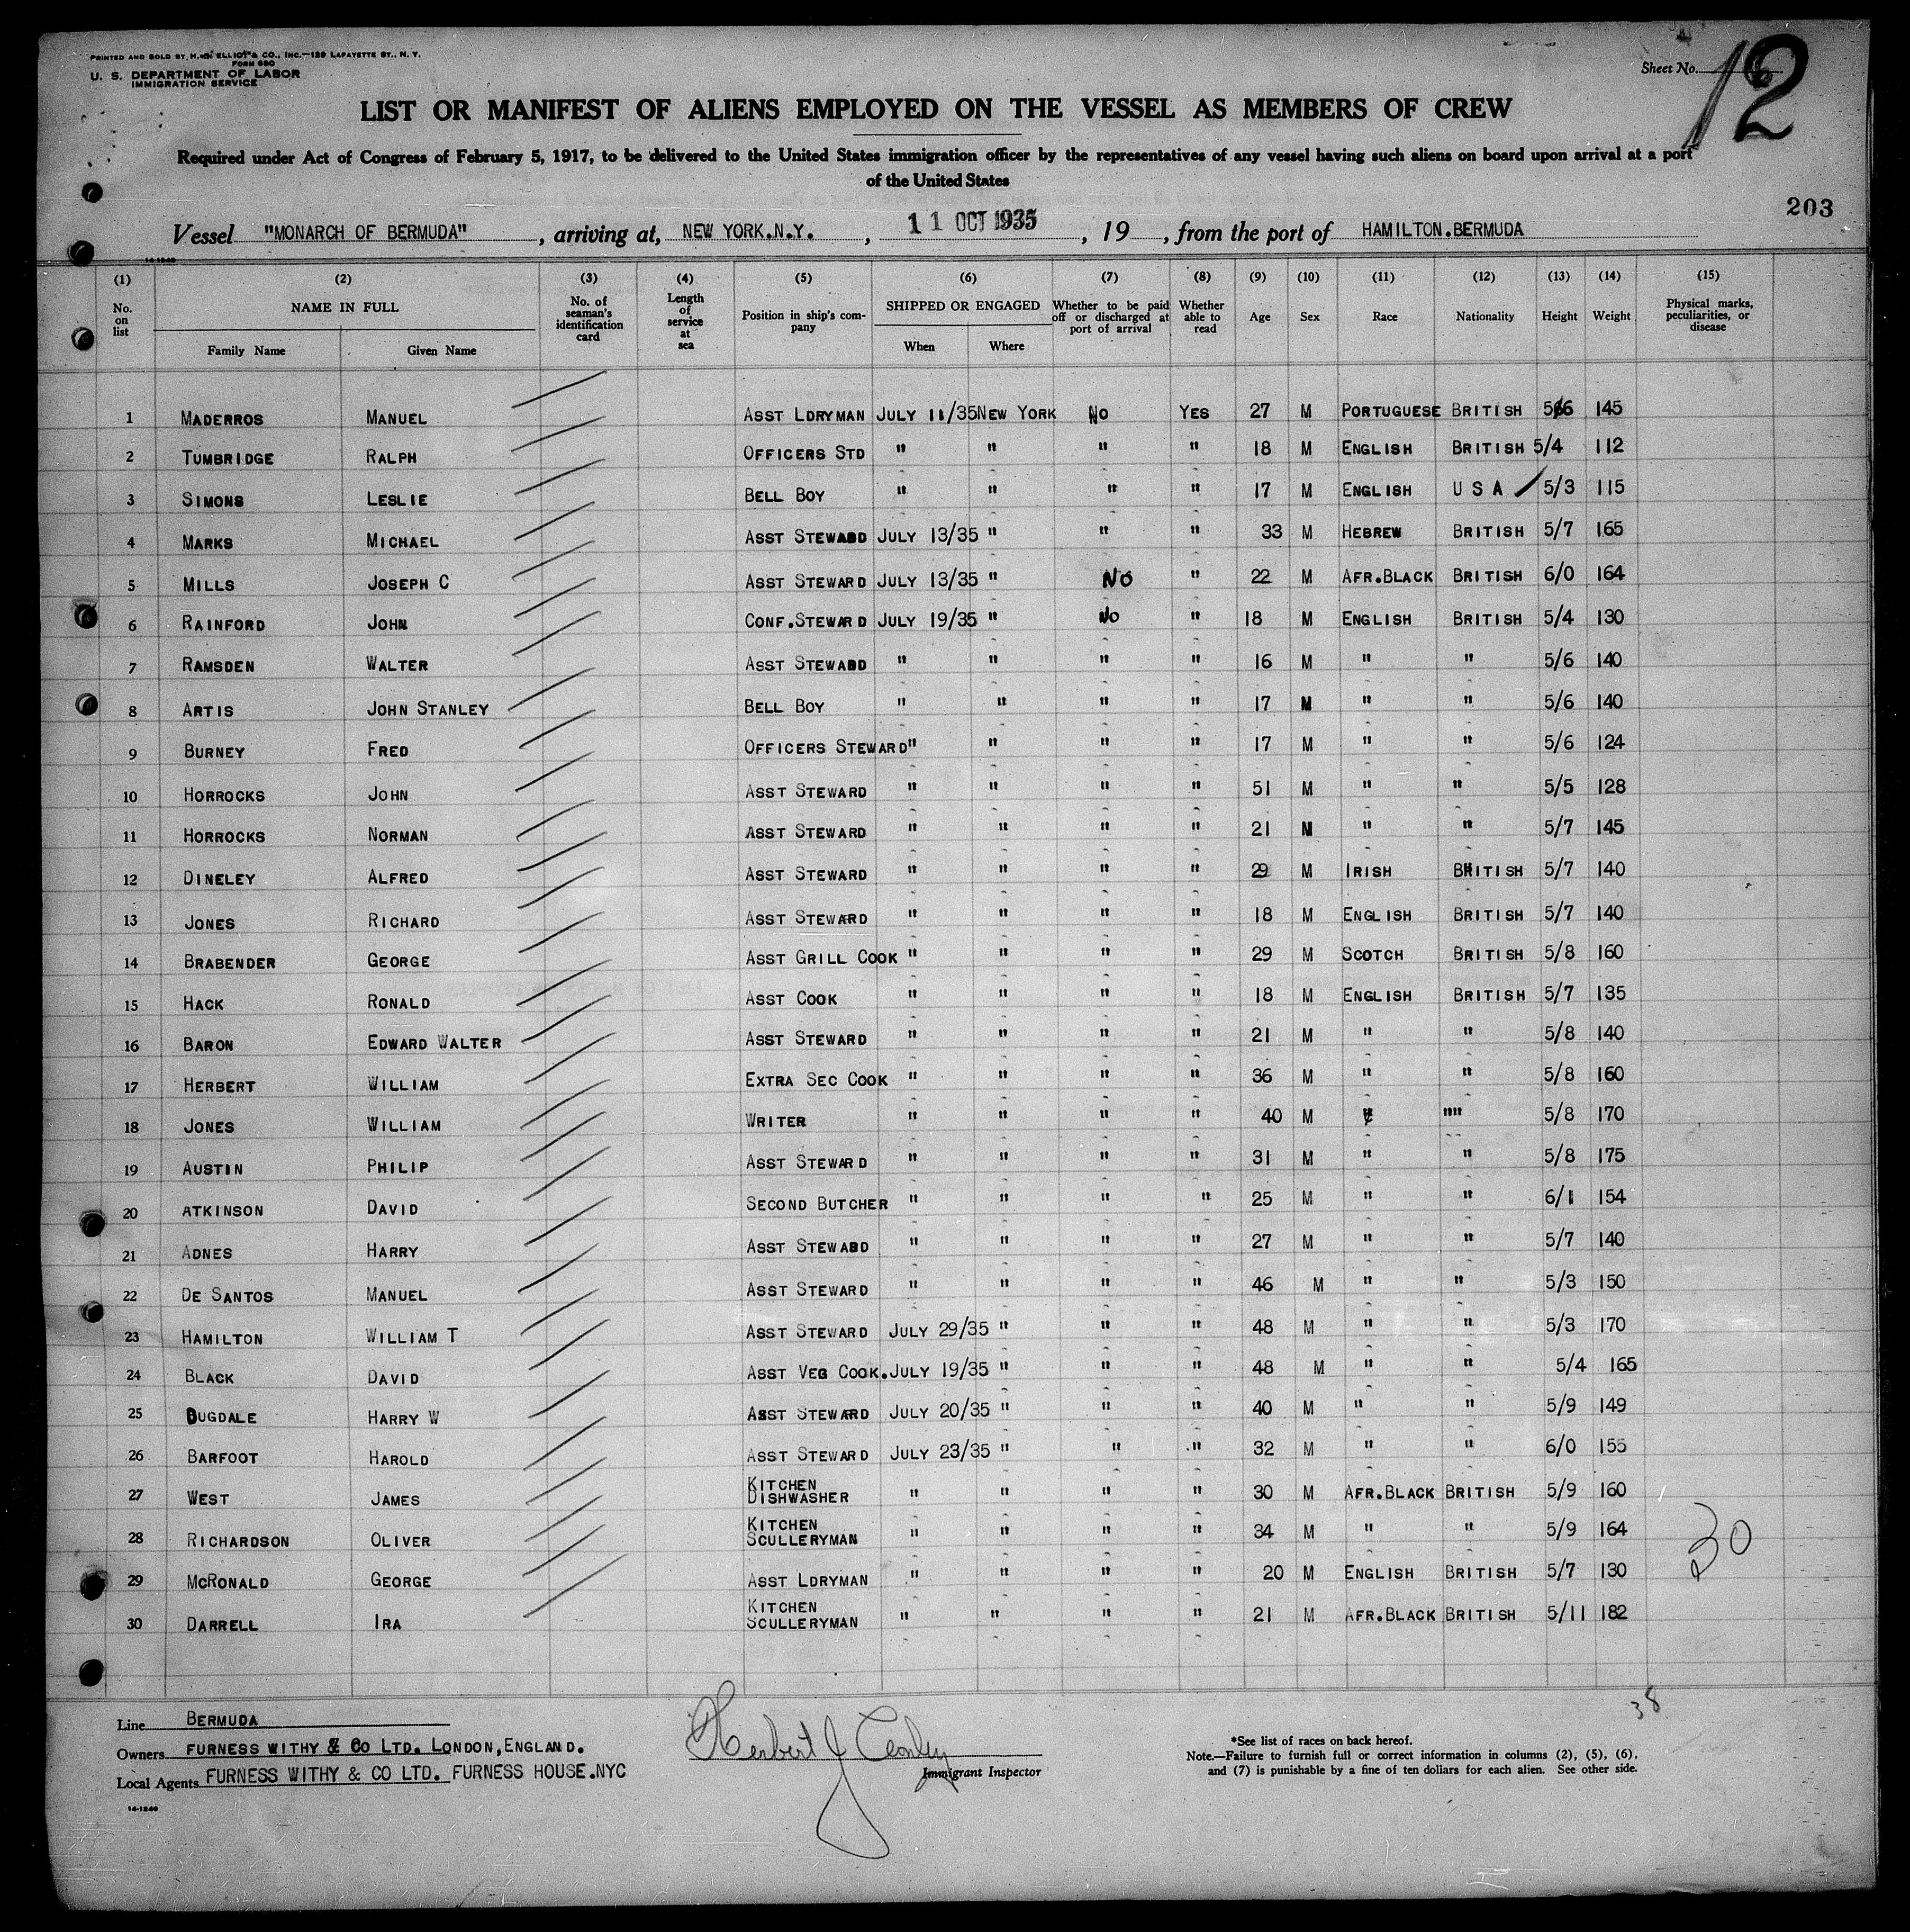 PRINTED AND SOLD BY H. ELLIOT & CO., INC.—129 LAFAYETTE ST., N. Y.
FORM 680
U. S. DEPARTMENT OF LABOR
IMMIGRATION SERVICE
Sheet No.
12
LIST OR MANIFEST OF ALIENS EMPLOYED ON THE VESSEL AS MEMBERS OF CREW
Required under Act of Congress of February 5, 1917, to be delivered to the United States immigration officer by the representatives of any vessel having such aliens on board upon arrival at a port
of the United States
203
Vessel "MONARCH OF BERMUDA", arriving at, NEW YORK.N.Y., 11 OCT 1935, 19 , from the port of HAMILTON.BERMUDA
14-1240
(1) (2) (3) (4) (5) (6) (7) (8) (9) (10) (11) (12) (13) (14) (15)
No. on list NAME IN FULL Family Name Given Name No. of seaman's identification card Length of service at sea Position in ship's company SHIPPED OR ENGAGED When Where Whether to be paid off or discharged at port of arrival Whether able to read Age Sex Race Nationality Height Weight Physical marks, peculiarities, or disease
1 MADERROS MANUEL ASST LDRYMAN JULY 11/35 NEW YORK NO YES 27 M PORTUGUESE BRITISH 566 145
2 TUMBRIDGE RALPH OFFICERS STD " " " " 18 M ENGLISH BRITISH 5/4 112
3 SIMONS LESLIE BELL BOY " " " " 17 M ENGLISH U S A 5/3 115
4 MARKS MICHAEL ASST STEWARD JULY 13/35 " " " 33 M HEBREW BRITISH 5/7 165
5 MILLS JOSEPH C ASST STEWARD JULY 13/35 " NO " 22 M AFR.BLACK BRITISH 6/0 164
6 RAINFORD JOHN CONF.STEWARD JULY 19/35 " NO " 18 M ENGLISH BRITISH 5/4 130
7 RAMSDEN WALTER ASST STEWARD " " " " 16 M " " 5/6 140
8 ARTIS JOHN STANLEY BELL BOY " " " " 17 M " " 5/6 140
9 BURNEY FRED OFFICERS STEWARD " " " " 17 M " " 5/6 124
10 HORROCKS JOHN ASST STEWARD " " " " 51 M " " 5/5 128
11 HORROCKS NORMAN ASST STEWARD " " " " 21 M " " 5/7 145
12 DINELEY ALFRED ASST STEWARD " " " " 29 M IRISH BRITISH 5/7 140
13 JONES RICHARD ASST STEWARD " " " " 18 M ENGLISH BRITISH 5/7 140
14 BRABENDER GEORGE ASST GRILL COOK " " " " 29 M SCOTCH BRITISH 5/8 160
15 HACK RONALD ASST COOK " " " " 18 M ENGLISH BRITISH 5/7 135
16 BARON EDWARD WALTER ASST STEWARD " " " " 21 M " " 5/8 140
17 HERBERT WILLIAM EXTRA SEC COOK " " " " 36 M " " 5/8 160
18 JONES WILLIAM WRITER " " " " 40 M " "" 5/8 170
19 AUSTIN PHILIP ASST STEWARD " " " " 31 M " " 5/8 175
20 ATKINSON DAVID SECOND BUTCHER " " " " 25 M " " 6/1 154
21 ADNES HARRY ASST STEWARD " " " " 27 M " " 5/7 140
22 DE SANTOS MANUEL ASST STEWARD " " " " 46 M " " 5/3 150
23 HAMILTON WILLIAM T ASST STEWARD JULY 29/35 " " " 48 M " " 5/3 170
24 BLACK DAVID ASST VEG COOK. JULY 19/35 " " " 48 M " " 5/4 165
25 DUGDALE HARRY W ASST STEWARD JULY 20/35 " " " 40 M " " 5/9 149
26 BARFOOT HAROLD ASST STEWARD JULY 23/35 " " " 32 M " " 6/0 155
27 WEST JAMES KITCHEN DISHWASHER " " " " 30 M AFR.BLACK BRITISH 5/9 160
28 RICHARDSON OLIVER KITCHEN SCULLERYMAN " " " " 34 M " " 5/9 164
30
29 MCRONALD GEORGE ASST LDRYMAN " " " " 20 M ENGLISH BRITISH 5/7 130
30 DARRELL IRA KITCHEN SCULLERYMAN " " " " 21 M AFR.BLACK BRITISH 5/11 182
38
Line BERMUDA
Owners FURNESS WITHY & CO LTD. LONDON,ENGLAND.
Local Agents FURNESS WITHY & CO LTD. FURNESS HOUSE.NYC
14-1240
Herbert J
Immigrant Inspector
*See list of races on back hereof.
Note.—Failure to furnish full or correct information in columns (2), (5), (6),
and (7) is punishable by a fine of ten dollars for each alien. See other side.